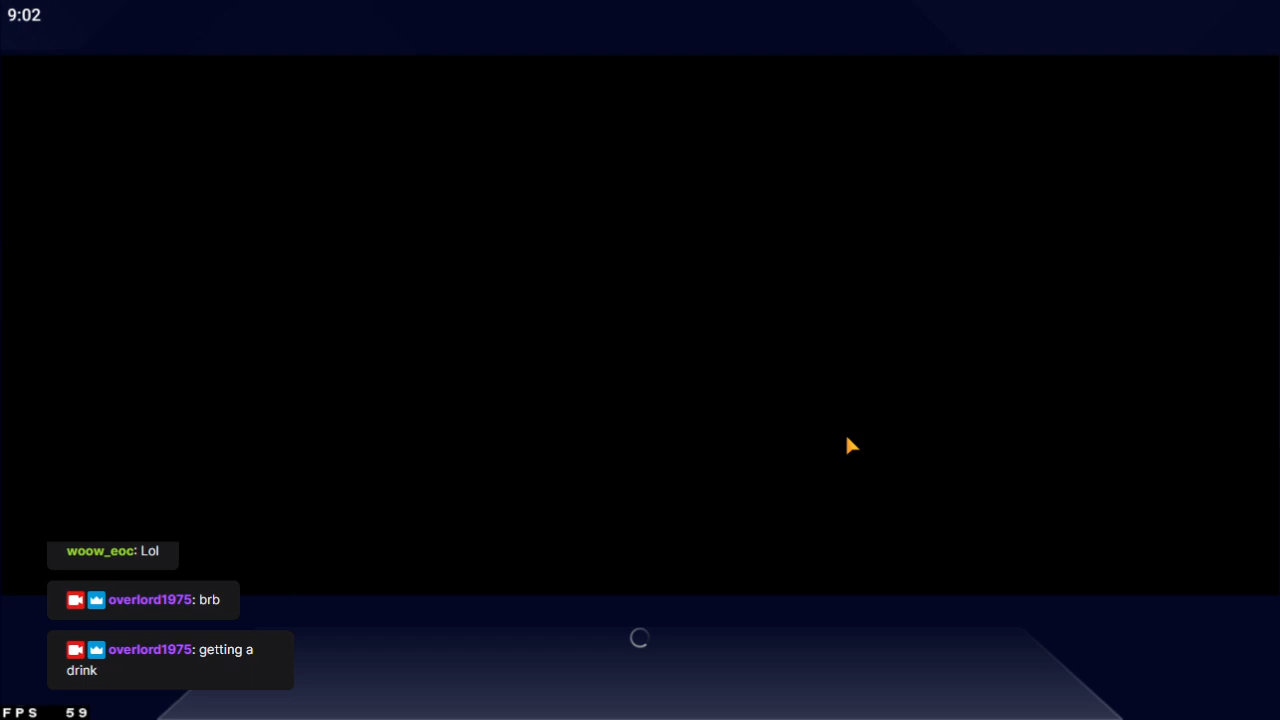 9:02
woow_eoc: Lol
overlord1975: brb
overlord1975: getting a
drink
FPS 59